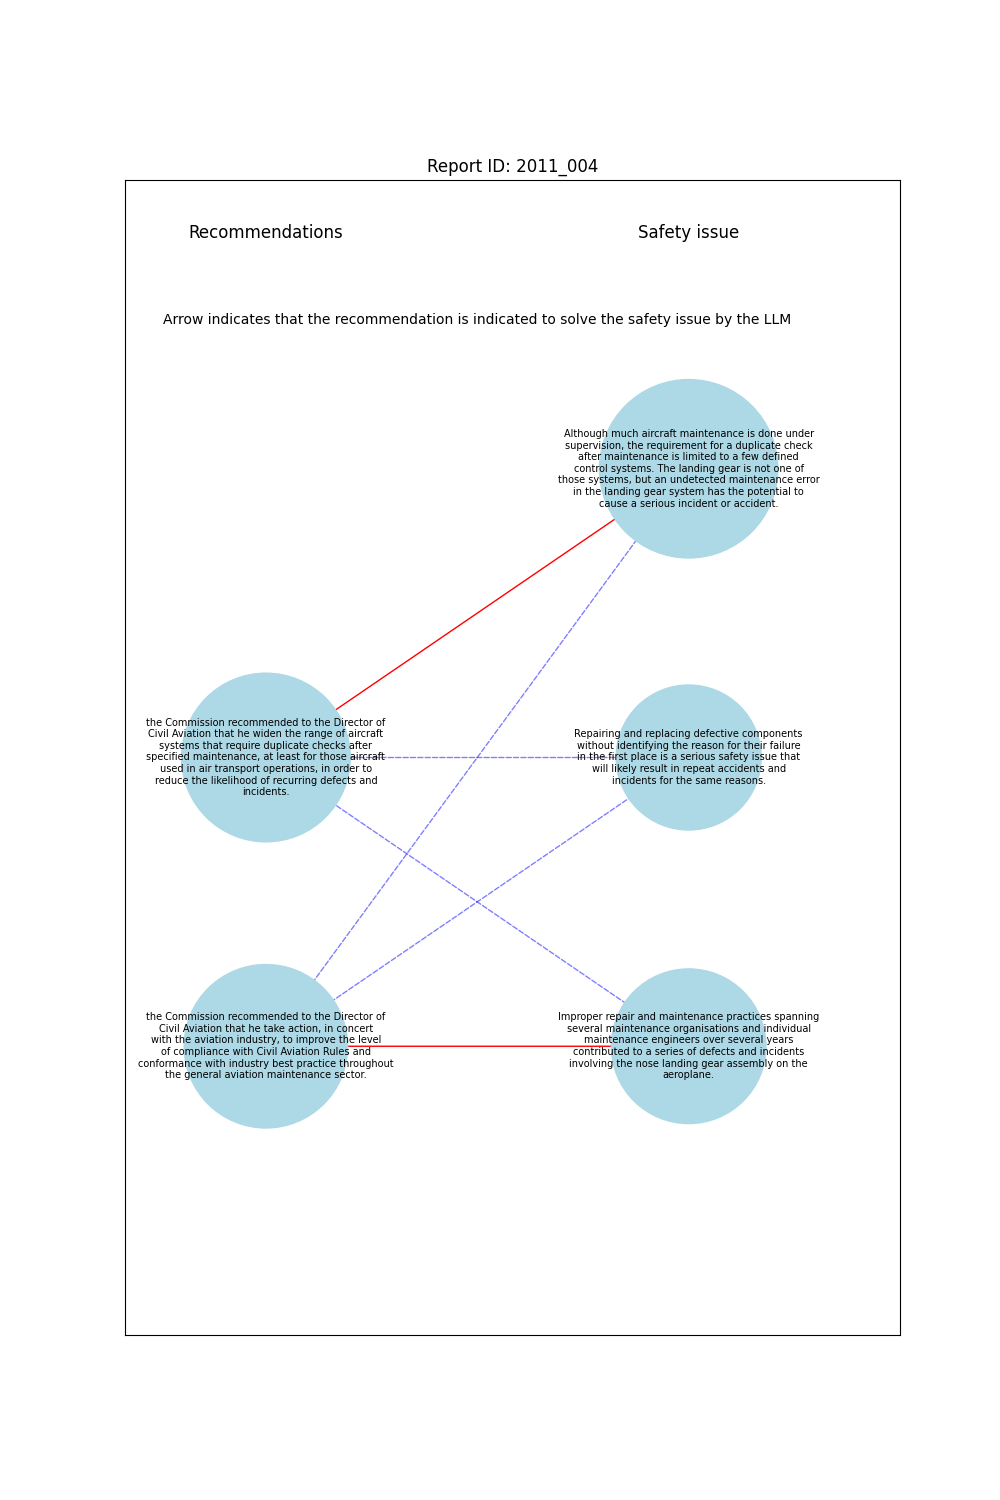 Report ID: 2011_004
Recommendations
Safety issue
Arrow indicates that the recommendation is indicated to solve the safety issue by the LLM
Although much aircraft maintenance is done under
supervision, the requirement for a duplicate check
after maintenance is limited to a few defined
control systems. The landing gear is not one of
those systems, but an undetected maintenance error
in the landing gear system has the potential to
cause a serious incident or accident.
the Commission recommended to the Director of
Civil Aviation that he widen the range of aircraft
systems that require duplicate checks after
specified maintenance, at least for those aircraft
used in air transport operations, in order to
reduce the likelihood of recurring defects and
incidents.
Repairing and replacing defective components
without identifying the reason for their failure
in the first place is a serious safety issue that
will likely result in repeat accidents and
incidents for the same reasons.
the Commission recommended to the Director of
Civil Aviation that he take action, in concert
with the aviation industry, to improve the level
of compliance with Civil Aviation Rules and
conformance with industry best practice throughout
the general aviation maintenance sector.
Improper repair and maintenance practices spanning
several maintenance organisations and individual
maintenance engineers over several years
contributed to a series of defects and incidents
involving the nose landing gear assembly on the
aeroplane.